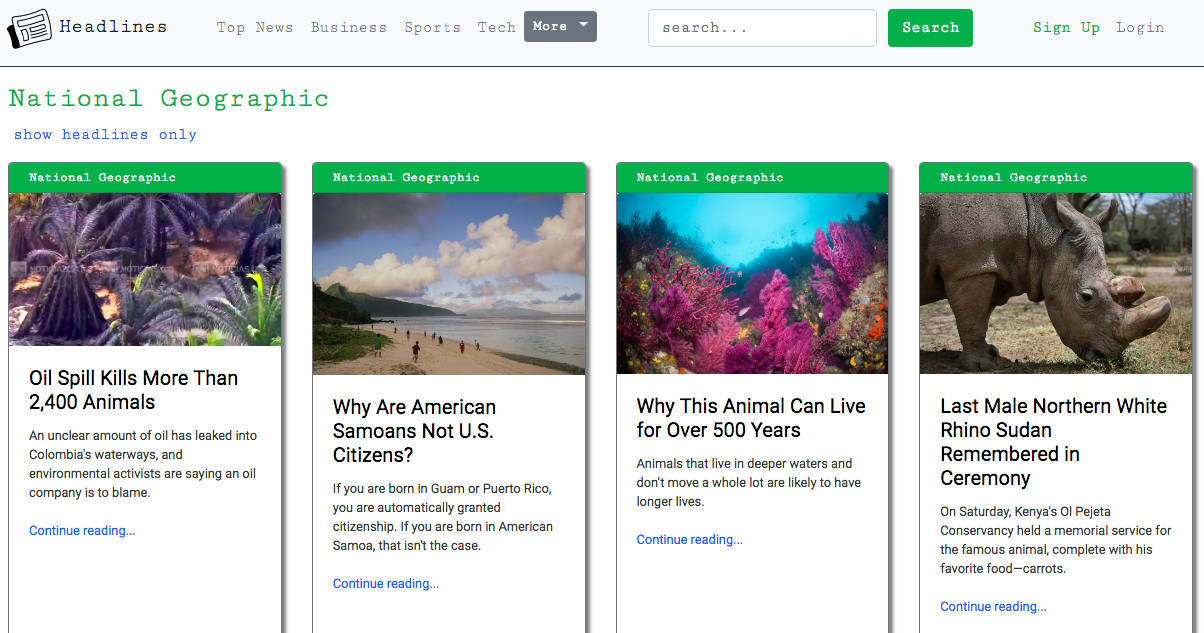 Headlines
Top News
Business
Sports
Tech
More
search...
Search
Sign Up
Login
National Geographic
show headlines only
National Geographic
Oil Spill Kills More Than
2,400 Animals
An unclear amount of oil has leaked into
Colombia's waterways, and
environmental activists are saying an oil
company is to blame.
Continue reading...
National Geographic
Why Are American
Samoans Not U.S.
Citizens?
If you are born in Guam or Puerto Rico,
you are automatically granted
citizenship. If you are born in American
Samoa, that isn't the case.
Continue reading...
National Geographic
Why This Animal Can Live
for Over 500 Years
Animals that live in deeper waters and
don't move a whole lot are likely to have
longer lives.
Continue reading...
National Geographic
Last Male Northern White
Rhino Sudan
Remembered in
Ceremony
On Saturday, Kenya's Ol Pejeta
Conservancy held a memorial service for
the famous animal, complete with his
favorite food—carrots.
Continue reading...